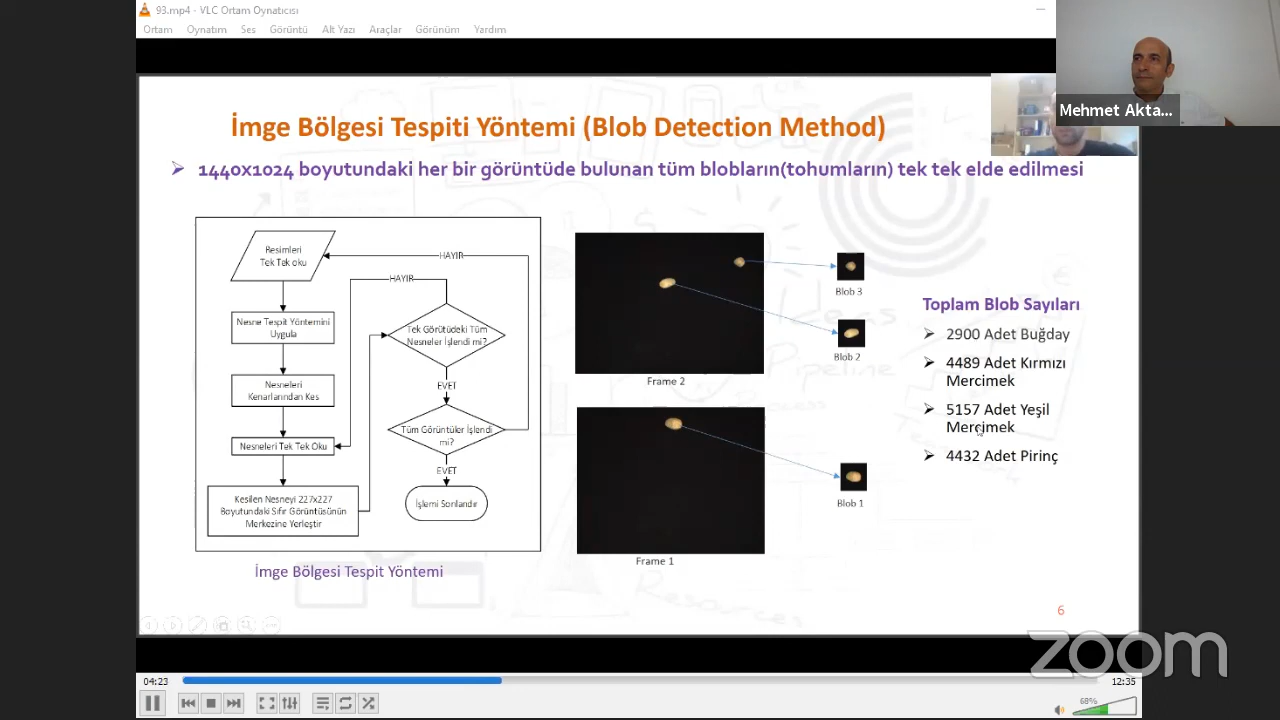 93.mp4 - VLC Ortam Oynatıcısı
Ortam Oynatım Ses Görüntü Alt Yazı Araçlar Görünüm Yardım
Mehmet Akta...
İmge Bölgesi Tespiti Yöntemi (Blob Detection Method)
1440x1024 boyutundaki her bir görüntüde bulunan tüm blobların(tohumların) tek tek elde edilmesi
Resimleri
Tek Tek oku
HAYIR
HAYIR
Nesne Tespit Yöntemini
Uygula
Tek Görütüdeki Tüm
Nesneler İşlendi mi?
Nesneleri
Kenarlarından Kes
EVET
Nesneleri Tek Tek Oku
Tüm Görüntüler İşlendi
mi?
EVET
Kesilen Nesneyi 227x227
Boyutundaki Sıfır Görüntüsünün
Merkezine Yerleştir
İşlemi Sonlandır
İmge Bölgesi Tespit Yöntemi
Blob 3
Blob 2
Frame 2
Blob 1
Frame 1
Toplam Blob Sayıları
2900 Adet Buğday
4489 Adet Kırmızı
Mercimek
5157 Adet Yeşil
Mercimek
4432 Adet Pirinç
6
zoom
04:23
12:35
68%